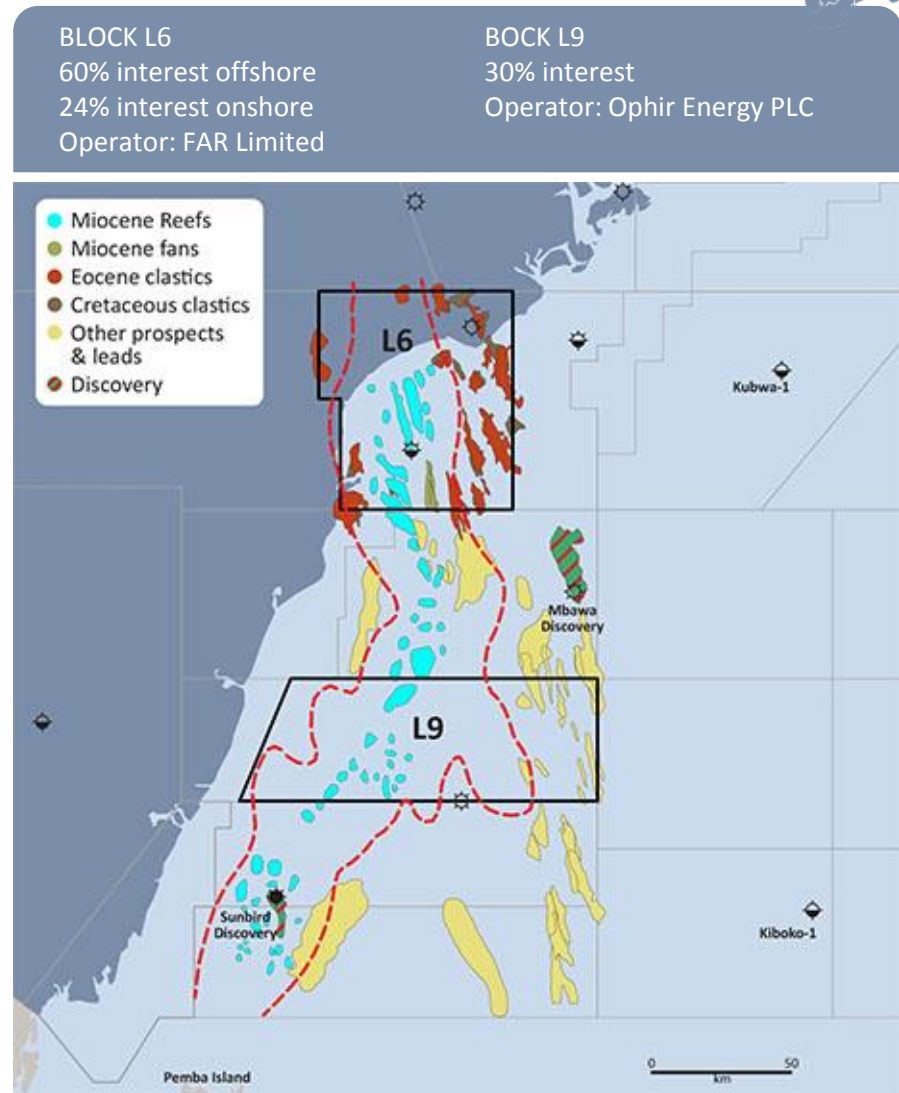 BLOCK L6
60% interest offshore
24% interest onshore
Operator: FAR Limited
BOCK L9
30% interest
Operator: Ophir Energy PLC
Miocene Reefs
Miocene fans
Eocene clastics
Cretaceous clastics
Other prospects
& leads
Discovery
L6
Kubwa-1
Mbawa
Discovery
L9
Sunbird
Discovery
Kiboko-1
0 50
km
Pemba Island